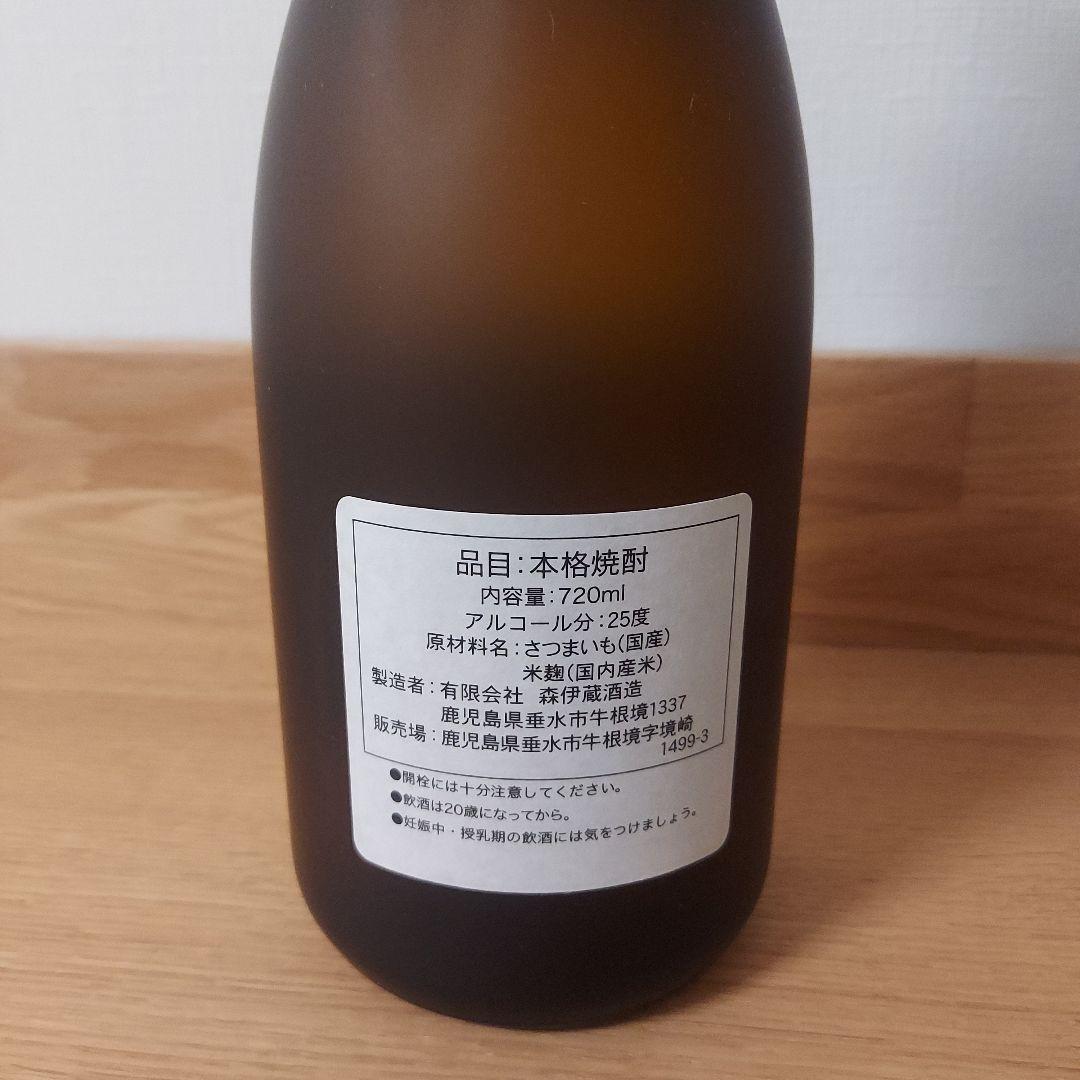 品目:本格焼酎
内容量:720ml
アルコール分:25度
原材料名:さつまいも(国産)
米麹(国内産米)
製造者:有限会社 森伊蔵酒造
鹿児島県垂水市牛根境1337
販売場:鹿児島県垂水市牛根境字境崎
1499-3
●開栓には十分注意してください。
●飲酒は20歳になってから。
●妊娠中・授乳期の飲酒には気をつけましょう。